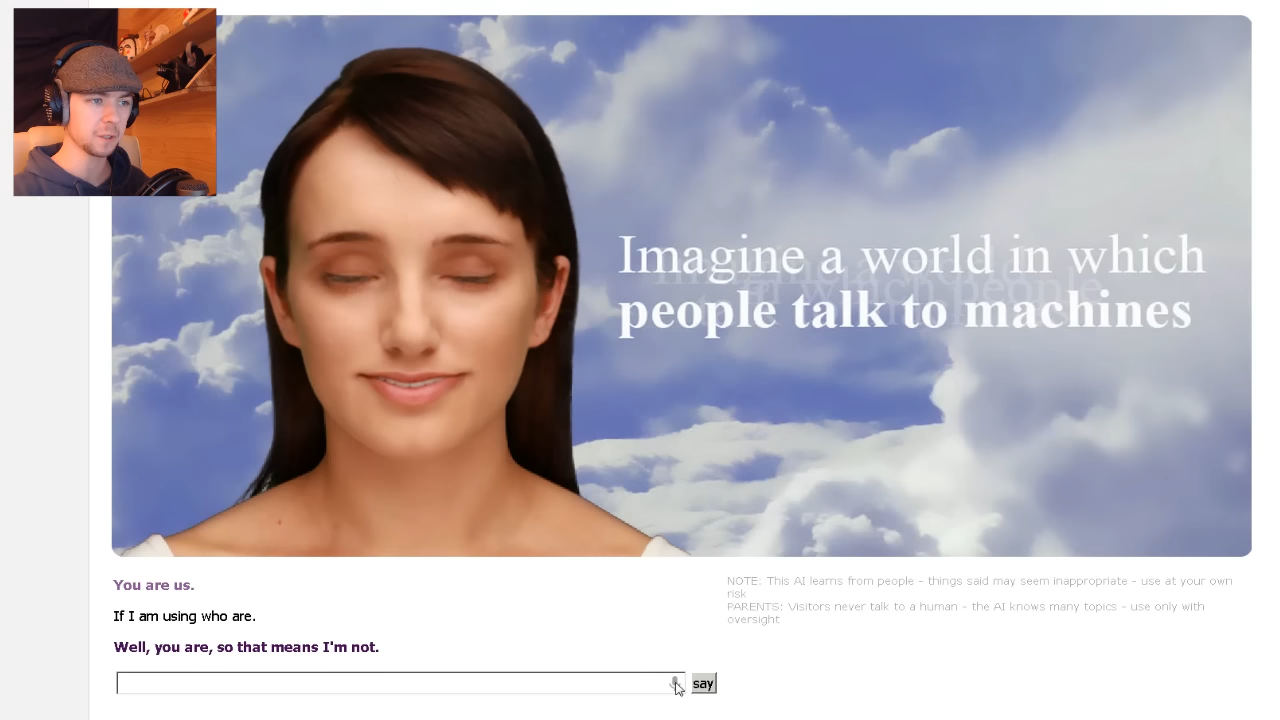 Imagine a world in which
people talk to machines
You are us.
If I am using who are.
Well, you are, so that means I'm not.
say
NOTE: This AI learns from people - things said may seem inappropriate - use at your own
risk
PARENTS: Visitors never talk to a human - the AI knows many topics - use only with
oversight